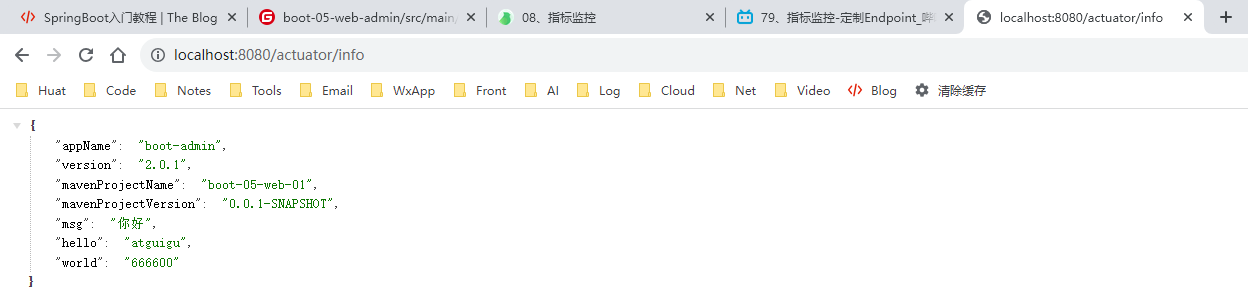 SpringBoot入门教程 | The Blog
boot-05-web-admin/src/main/
08、指标监控
79、指标监控-定制Endpoint_哔
localhost:8080/actuator/info
localhost:8080/actuator/info
Huat Code Notes Tools Email WxApp Front AI Log Cloud Net Video Blog 清除缓存
{
"appName": "boot-admin",
"version": "2.0.1",
"mavenProjectName": "boot-05-web-01",
"mavenProjectVersion": "0.0.1-SNAPSHOT",
"msg": "你好",
"hello": "atguigu",
"world": "666600"
}